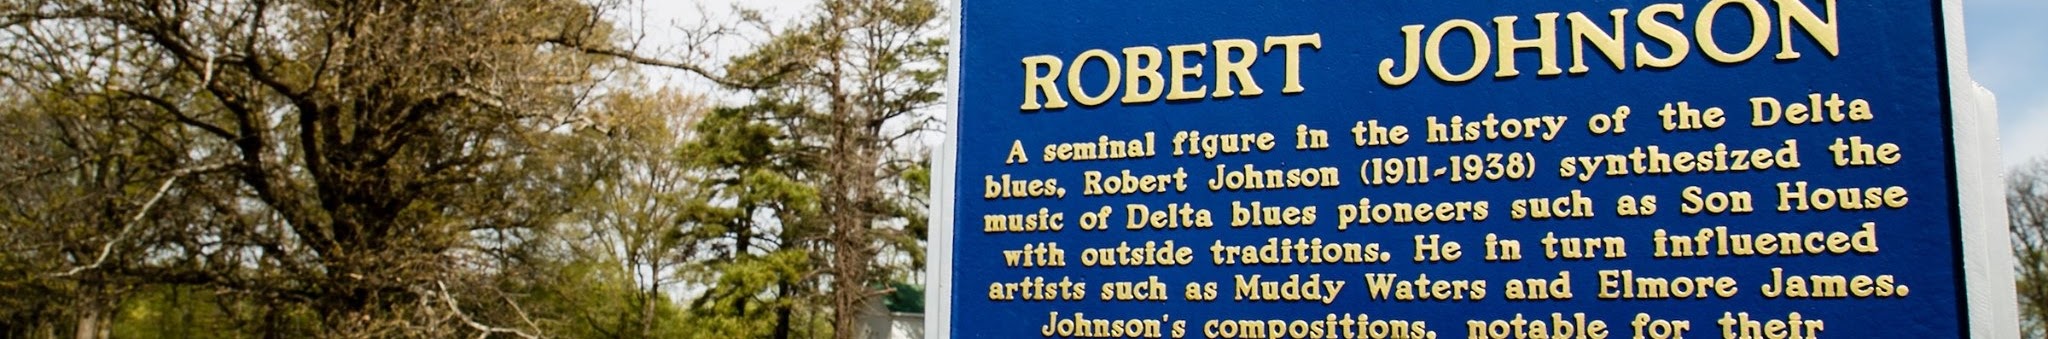 ROBERT JOHNSON
A seminal figure in the history of the Delta
blues, Robert Johnson (1911-1938) synthesized the
music of Delta blues pioneers such as Son House
with outside traditions. He in turn influenced
artists such as Muddy Waters and Elmore James.
Johnson's compositions, notable for their